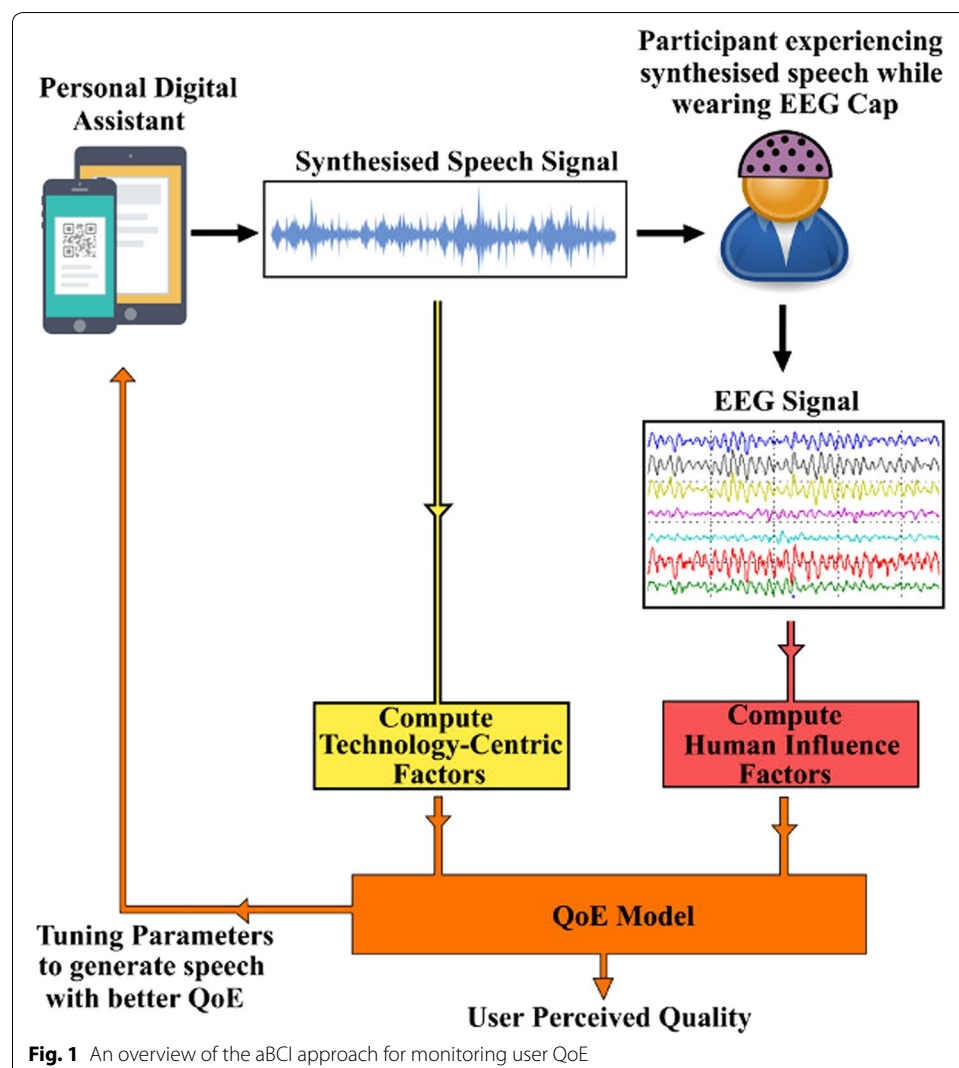 Personal Digital
Assistant
Synthesised Speech Signal
Participant experiencing
synthesised speech while
wearing EEG Cap
EEG Signal
Compute
Technology-Centric
Factors
Compute
Human Influence
Factors
QoE Model
Tuning Parameters
to generate speech
with better QoE
User Perceived Quality
Fig. 1 An overview of the aBCI approach for monitoring user QoE